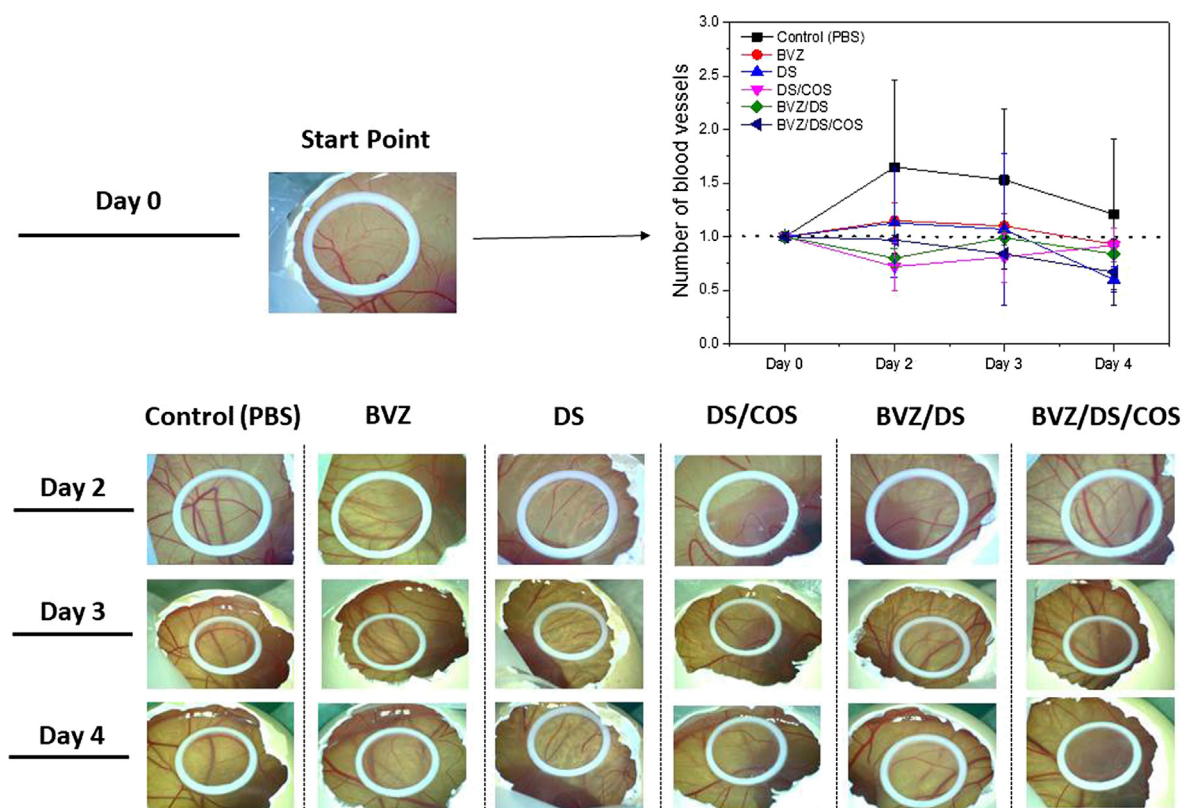 Start Point
Day 0
3.0
2.5
2.0
1.5
1.0
0.5
0.0
Number of blood vessels
Control (PBS)
BVZ
DS
DS/COS
BVZ/DS
BVZ/DS/COS
Day 0 Day 2 Day 3 Day 4
Control (PBS) BVZ DS DS/COS BVZ/DS BVZ/DS/COS
Day 2
Day 3
Day 4